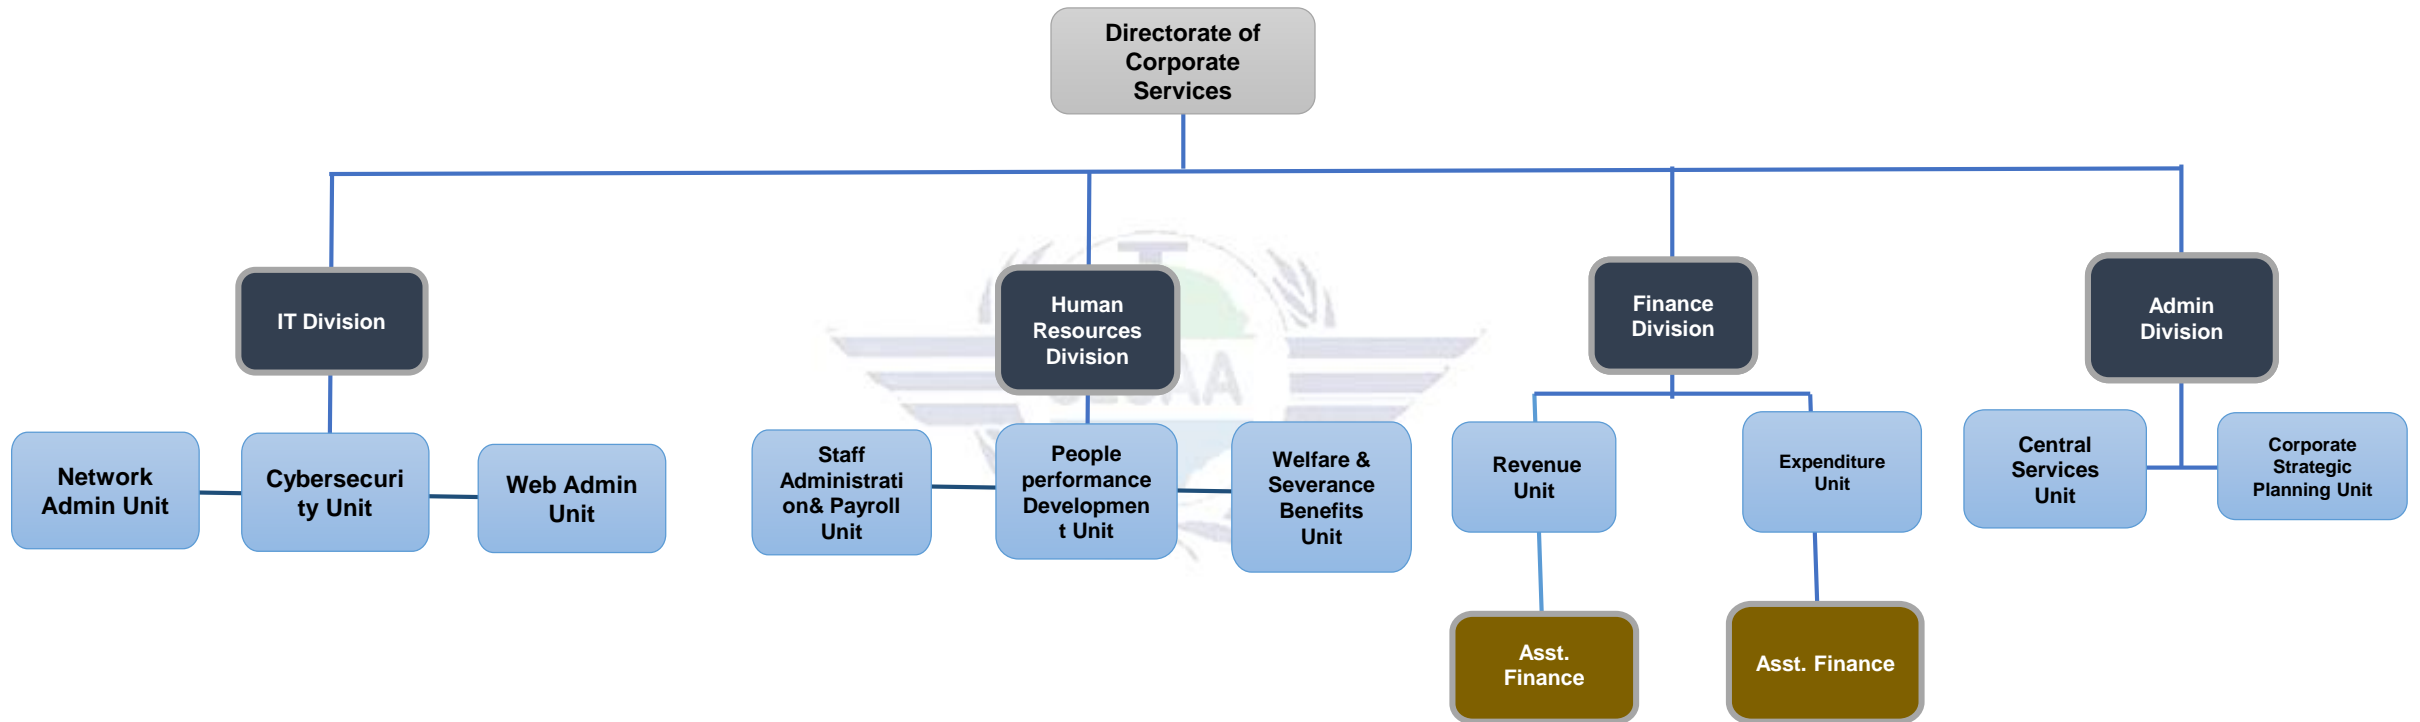 Directorate of
Corporate
Services
IT Division
Human
Resources
Division
Finance
Division
Admin
Division
Network
Admin Unit
Cybersecuri
ty Unit
Web Admin
Unit
Staff
Administrati
on& Payroll
Unit
People
performance
Developmen
t Unit
Welfare &
Severance
Benefits
Unit
Revenue
Unit
Expenditure
Unit
Central
Services
Unit
Corporate
Strategic
Planning Unit
Asst.
Finance
Asst. Finance